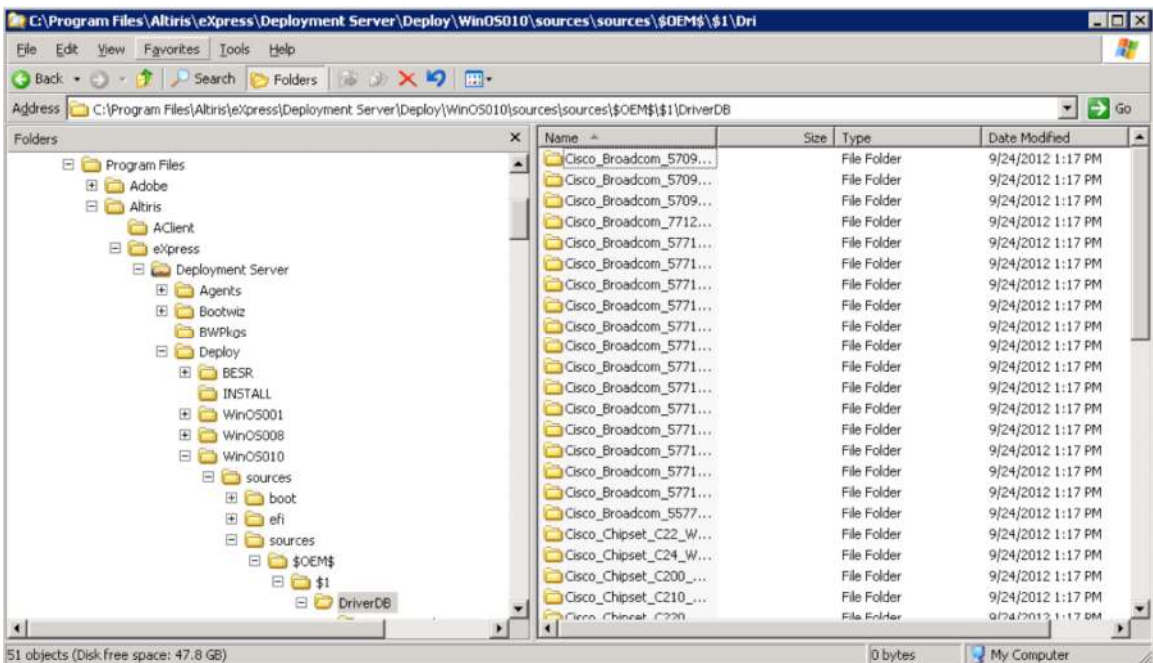 C:\Program Files\Altiris\eXpress\Deployment Server\Deploy\WinOS010\sources\sources\$OEM$\$1\Dri
File Edit View Favorites Tools Help
Back Search Folders
Address C:\Program Files\Altiris\eXpress\Deployment Server\Deploy\WinOS010\sources\sources\$OEM$\$1\DriverDB Go
Folders
Program Files
Adobe
Altiris
AClient
eXpress
Deployment Server
Agents
Bootwiz
BWPkgs
Deploy
BESR
INSTALL
WinOS001
WinOS008
WinOS010
sources
boot
efi
sources
$OEM$
$1
DriverDB
Name Size Type Date Modified
Cisco_Broadcom_5709... File Folder 9/24/2012 1:17 PM
Cisco_Broadcom_5709... File Folder 9/24/2012 1:17 PM
Cisco_Broadcom_5709... File Folder 9/24/2012 1:17 PM
Cisco_Broadcom_7712... File Folder 9/24/2012 1:17 PM
Cisco_Broadcom_5771... File Folder 9/24/2012 1:17 PM
Cisco_Broadcom_5771... File Folder 9/24/2012 1:17 PM
Cisco_Broadcom_5771... File Folder 9/24/2012 1:17 PM
Cisco_Broadcom_5771... File Folder 9/24/2012 1:17 PM
Cisco_Broadcom_5771... File Folder 9/24/2012 1:17 PM
Cisco_Broadcom_5771... File Folder 9/24/2012 1:17 PM
Cisco_Broadcom_5771... File Folder 9/24/2012 1:17 PM
Cisco_Broadcom_5771... File Folder 9/24/2012 1:17 PM
Cisco_Broadcom_5771... File Folder 9/24/2012 1:17 PM
Cisco_Broadcom_5771... File Folder 9/24/2012 1:17 PM
Cisco_Broadcom_5771... File Folder 9/24/2012 1:17 PM
Cisco_Broadcom_5771... File Folder 9/24/2012 1:17 PM
Cisco_Broadcom_5771... File Folder 9/24/2012 1:17 PM
Cisco_Broadcom_5577... File Folder 9/24/2012 1:17 PM
Cisco_Chipset_C22_W... File Folder 9/24/2012 1:17 PM
Cisco_Chipset_C24_W... File Folder 9/24/2012 1:17 PM
Cisco_Chipset_C200_... File Folder 9/24/2012 1:17 PM
Cisco_Chipset_C210_... File Folder 9/24/2012 1:17 PM
Cisco_Chipset_C220 File Folder 9/24/2012 1:17 PM
51 objects (Disk free space: 47.8 GB) 0 bytes My Computer